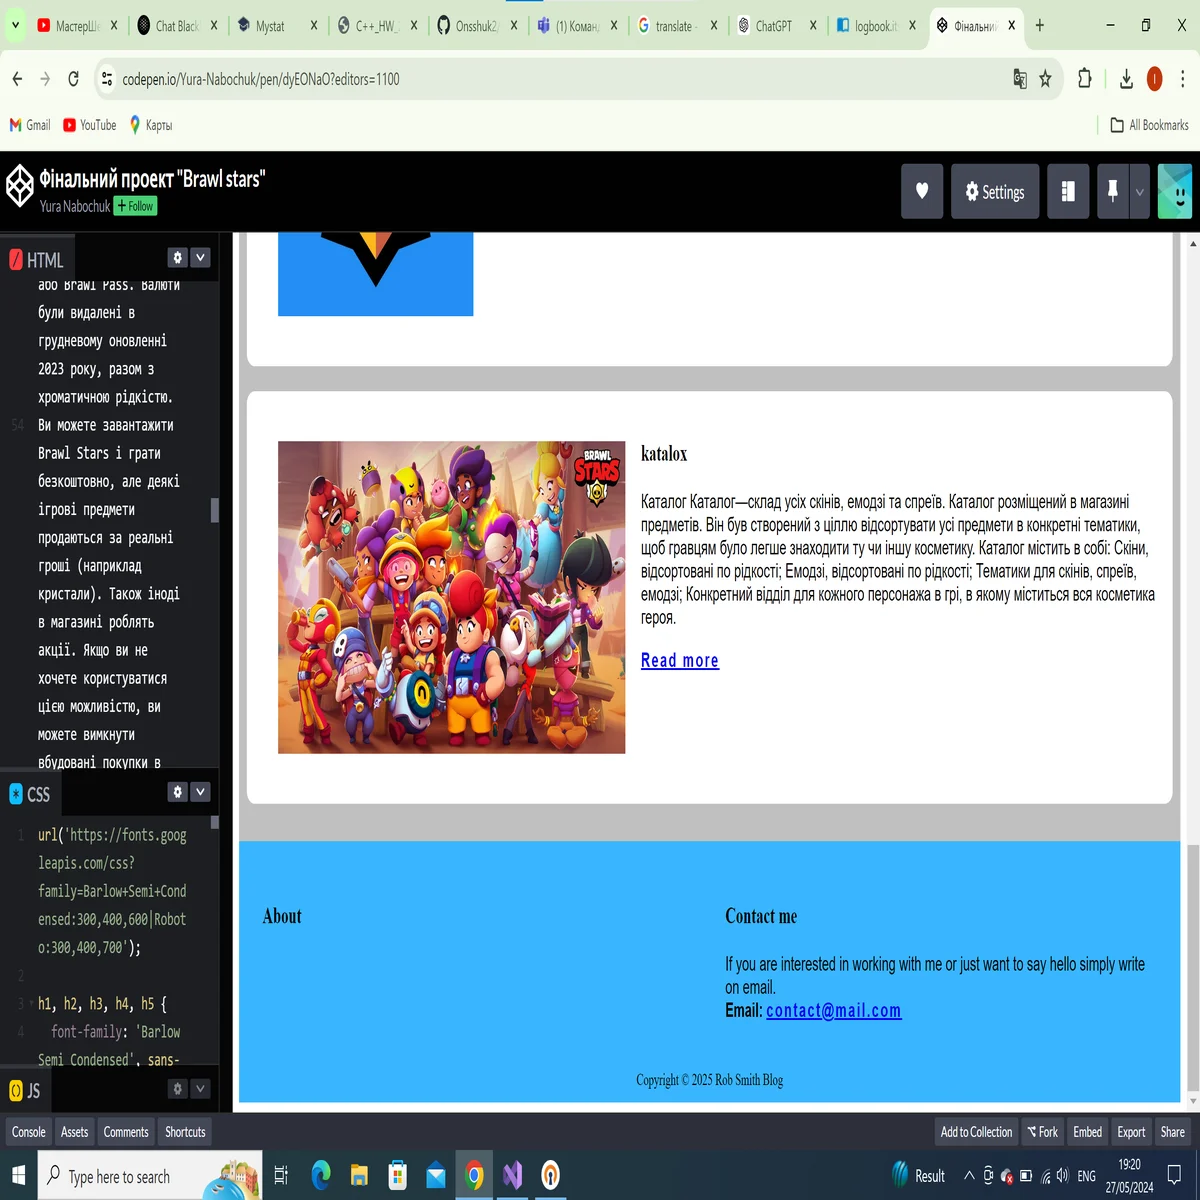 МастерШе
Chat Black
Mystat
C++_HW_
Onsshuk2
(1) Коман
translate -
ChatGPT
logbook.it
Фінальни
codepen.io/Yura-Nabochuk/pen/dyEONaO?editors=1100
Gmail
YouTube
Карты
All Bookmarks
Фінальний проект "Brawl stars"
Yura Nabochuk
+ Follow
Settings
HTML
або Brawl Pass. Валюти
були видалені в
грудневому оновленні
2023 року, разом з
хроматичною рідкістю.
54
Ви можете завантажити
Brawl Stars і грати
безкоштовно, але деякі
ігрові предмети
продаються за реальні
гроші (наприклад
кристали). Також іноді
в магазині роблять
акції. Якщо ви не
хочете користуватися
цією можливістю, ви
можете вимкнути
вбудовані покупки в
CSS
1 url('https://fonts.goog
leapis.com/css?
family=Barlow+Semi+Cond
ensed:300,400,600|Robot
o:300,400,700');
2
3 h1, h2, h3, h4, h5 {
4 font-family: 'Barlow
Semi Condensed', sans-
JS
BRAWL
STARS
katalox
Каталог Каталог—склад усіх скінів, емодзі та спреїв. Каталог розміщений в магазині
предметів. Він був створений з ціллю відсортувати усі предмети в конкретні тематики,
щоб гравцям було легше знаходити ту чи іншу косметику. Каталог містить в собі: Скіни,
відсортовані по рідкості; Емодзі, відсортовані по рідкості; Тематики для скінів, спреїв,
емодзі; Конкретний відділ для кожного персонажа в грі, в якому міститься вся косметика
героя.
Read more
About
Contact me
If you are interested in working with me or just want to say hello simply write
on email.
Email: contact@mail.com
Copyright © 2025 Rob Smith Blog
Console
Assets
Comments
Shortcuts
Add to Collection
Fork
Embed
Export
Share
Type here to search
Result
ENG
19:20
27/05/2024